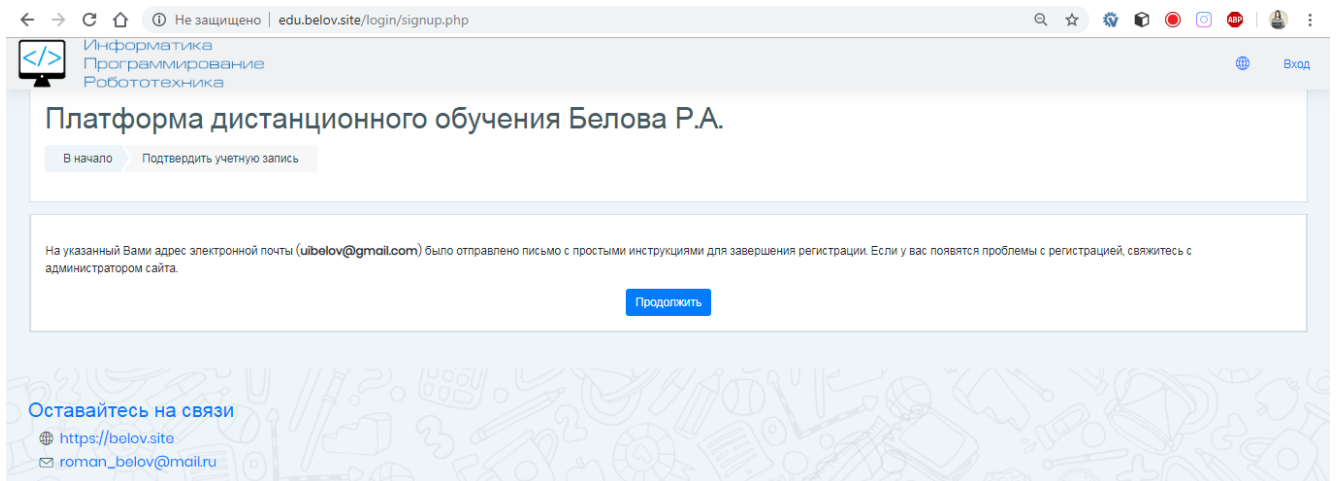 Не защищено | edu.belov.site/login/signup.php
ABP
</>
Информатика
Программирование
Робототехника
Вход
Платформа дистанционного обучения Белова Р.А.
В начало
Подтвердить учетную запись
На указанный Вами адрес электронной почты (uibelov@gmail.com) было отправлено письмо с простыми инструкциями для завершения регистрации. Если у вас появятся проблемы с регистрацией, свяжитесь с
администратором сайта.
Продолжить
Оставайтесь на связи
https://belov.site
roman_belov@mail.ru